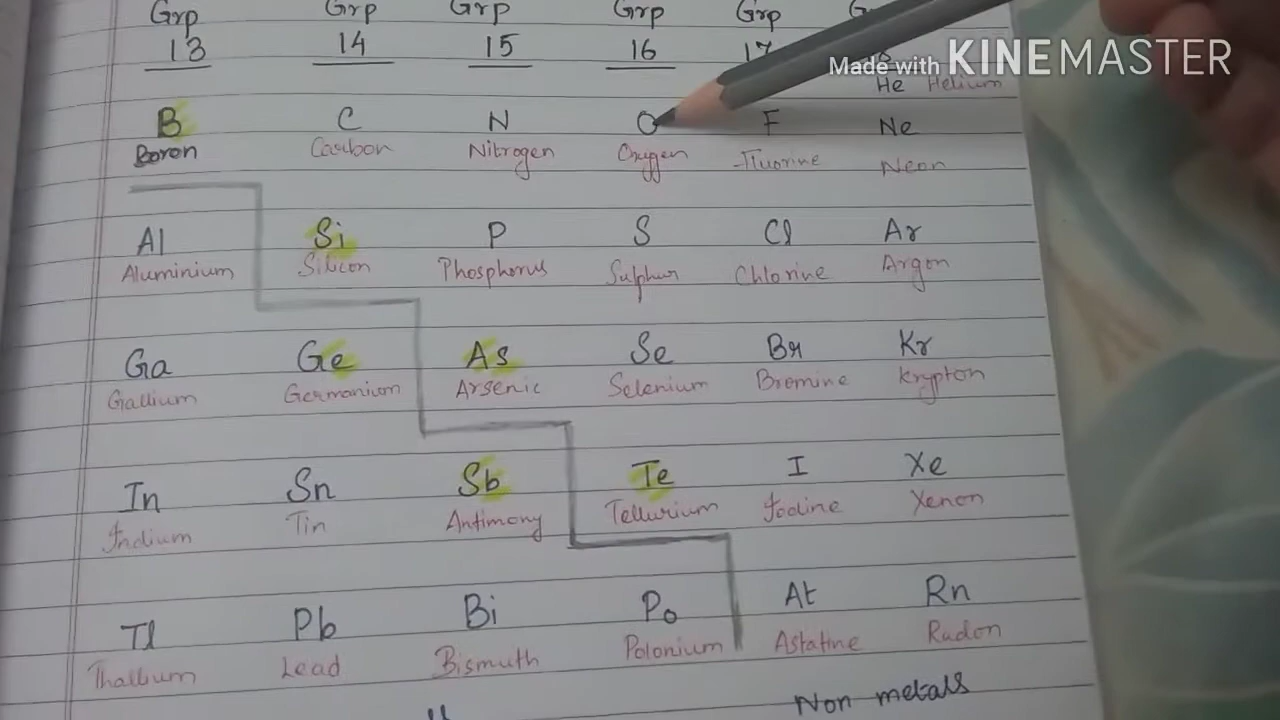 Grp Grp Grp Grp Grp
13 14 15 16 17
Made with KINEMASTER
He Helium
B C N O F Ne
Boron Carbon Nitrogen Oxygen Fluorine Neon
Al Si P S Cl Ar
Aluminium Silicon Phosphorus Sulphur Chlorine Argon
Ga Ge As Se Br Kr
Gallium Germanium Arsenic Selenium Bromine Krypton
In Sn Sb Te I Xe
Indium Tin Antimony Tellurium Iodine Xenon
Tl Pb Bi Po At Rn
Thallium Lead Bismuth Polonium Astatine Radon
Non metals